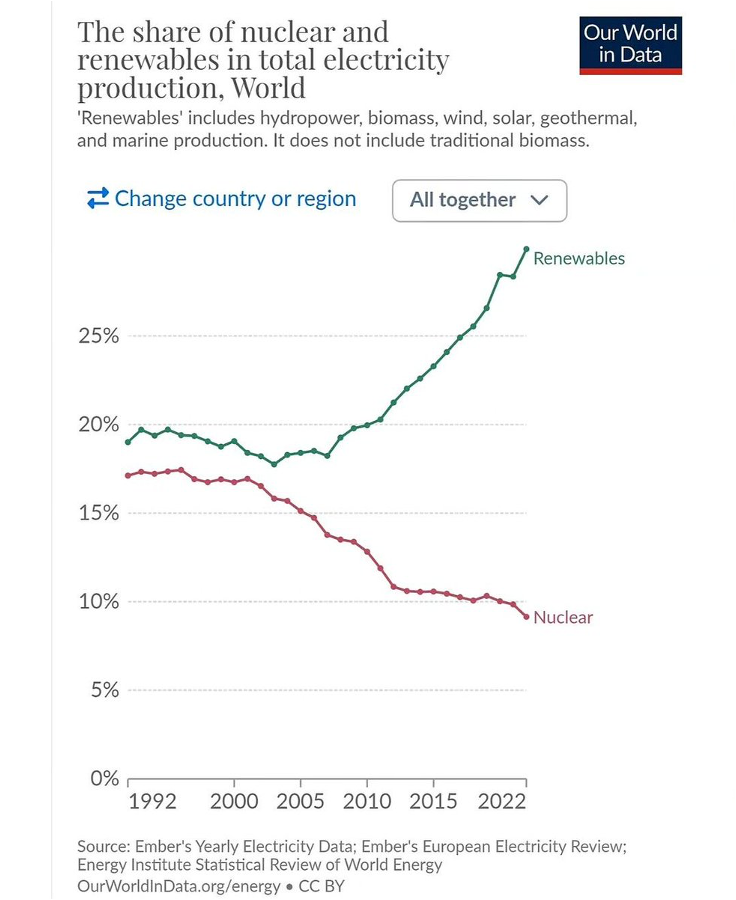 The share of nuclear and
renewables in total electricity
production, World
Our World
in Data
'Renewables' includes hydropower, biomass, wind, solar, geothermal,
and marine production. It does not include traditional biomass.
Change country or region
All together
Renewables
25%
20%
15%
10%
Nuclear
5%
0%
1992 2000 2005 2010 2015 2022
Source: Ember's Yearly Electricity Data; Ember's European Electricity Review;
Energy Institute Statistical Review of World Energy
OurWorldInData.org/energy • CC BY